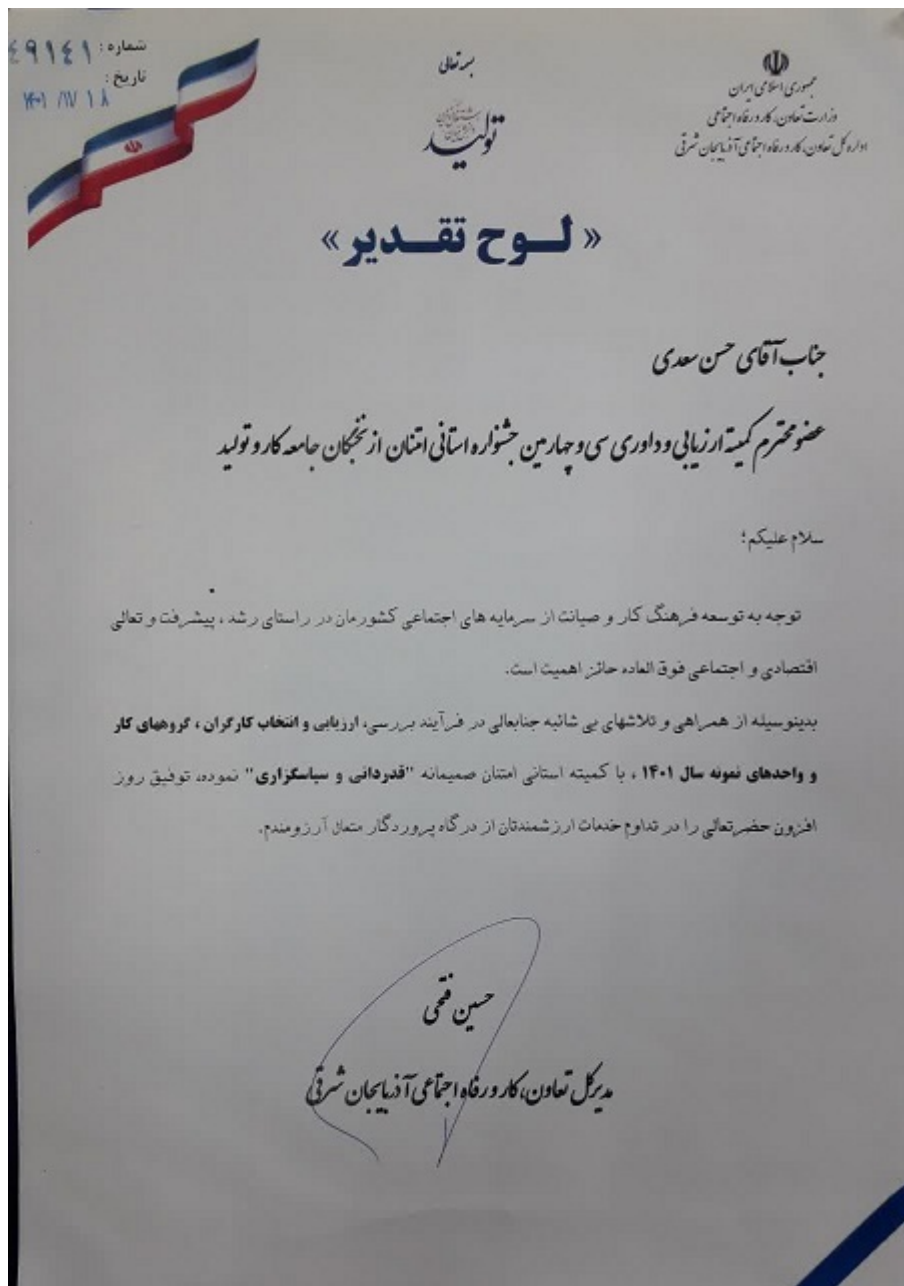 شماره: ٤٩١٤١
تاریخ: ١٤٠١/١١/١٨
بسمه تعالی
تولید
جمهوری اسلامی ایران
وزارت تعاون، کار و رفاه اجتماعی
اداره کل تعاون، کار و رفاه اجتماعی آذربایجان شرقی
« لـوح تقـدیر»
جناب آقای حسن سعدی
عضو محترم کمیته ارزیابی و داوری سی و چهارمین جشنواره استانی امتنان از نخبگان جامعه کار و تولید
سلام علیکم؛
توجه به توسعه فرهنگ کار و صیانت از سرمایه های اجتماعی کشورمان در راستای رشد ، پیشرفت و تعالی
اقتصادی و اجتماعی فوق العاده حائز اهمیت است.
بدینوسیله از همراهی و تلاشهای بی شائبه جنابعالی در فرآیند بررسی، ارزیابی و انتخاب کارگران ، گروههای کار
و واحدهای نمونه سال ۱۴۰۱ ، با کمیته استانی امتنان صمیمانه "قدردانی و سپاسگزاری" نموده، توفیق روز
افزون حضرتعالی را در تداوم خدمات ارزشمندتان از درگاه پروردگار متعال آرزومندم.
حسین فتحی
مدیرکل تعاون، کار و رفاه اجتماعی آذربایجان شرقی